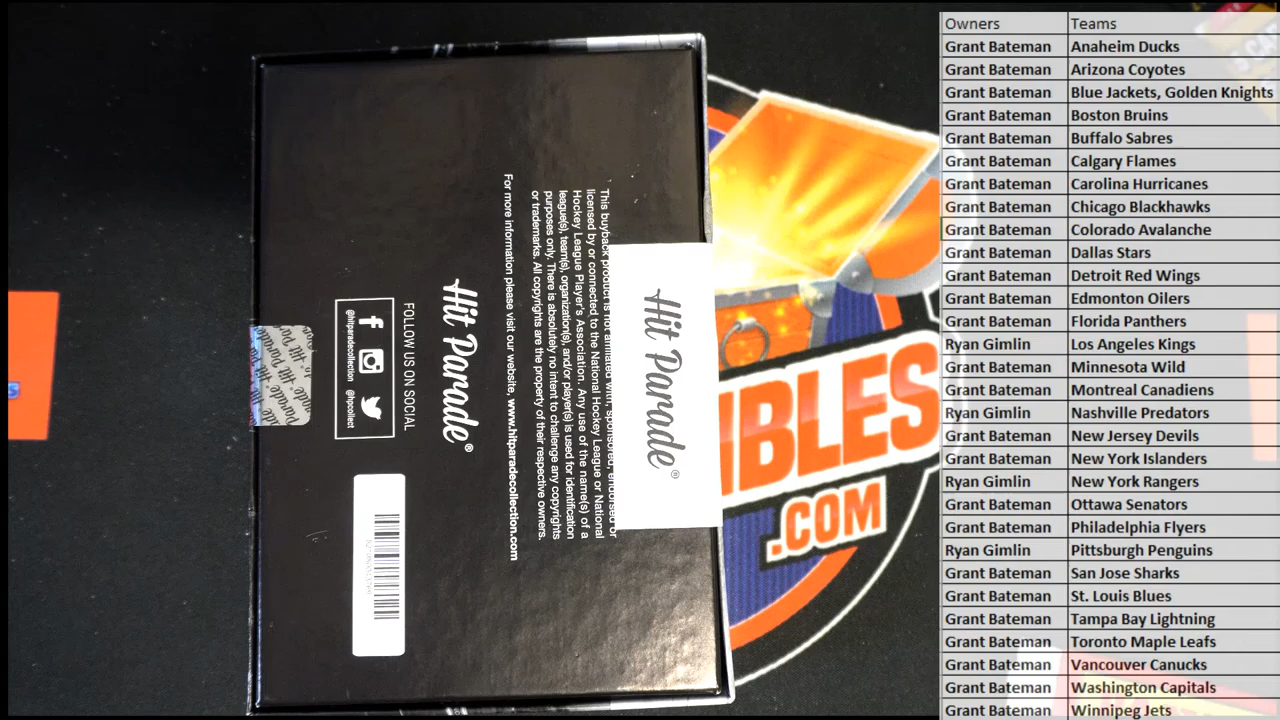 This buyback product is not affiliated with, sponsored, endorsed or
licensed by or connected to the National Hockey League or National
Hockey League Player's Association. Any use of the name(s) of a
league(s), team(s), organization(s), and/or player(s) is used for identification
purposes only. There is absolutely no intent to challenge any copyrights
or trademarks. All copyrights are the property of their respective owners.
For more information please visit our website, www.hitparadecollection.com
Hit Parade®
FOLLOW US ON SOCIAL
@hitparadecollection @hpcollect
Hit Parade®
IBLES
.COM
Owners Teams
Grant Bateman Anaheim Ducks
Grant Bateman Arizona Coyotes
Grant Bateman Blue Jackets, Golden Knights
Grant Bateman Boston Bruins
Grant Bateman Buffalo Sabres
Grant Bateman Calgary Flames
Grant Bateman Carolina Hurricanes
Grant Bateman Chicago Blackhawks
Grant Bateman Colorado Avalanche
Grant Bateman Dallas Stars
Grant Bateman Detroit Red Wings
Grant Bateman Edmonton Oilers
Grant Bateman Florida Panthers
Ryan Gimlin Los Angeles Kings
Grant Bateman Minnesota Wild
Grant Bateman Montreal Canadiens
Ryan Gimlin Nashville Predators
Grant Bateman New Jersey Devils
Grant Bateman New York Islanders
Ryan Gimlin New York Rangers
Grant Bateman Ottawa Senators
Grant Bateman Philadelphia Flyers
Ryan Gimlin Pittsburgh Penguins
Grant Bateman San Jose Sharks
Grant Bateman St. Louis Blues
Grant Bateman Tampa Bay Lightning
Grant Bateman Toronto Maple Leafs
Grant Bateman Vancouver Canucks
Grant Bateman Washington Capitals
Grant Bateman Winnipeg Jets